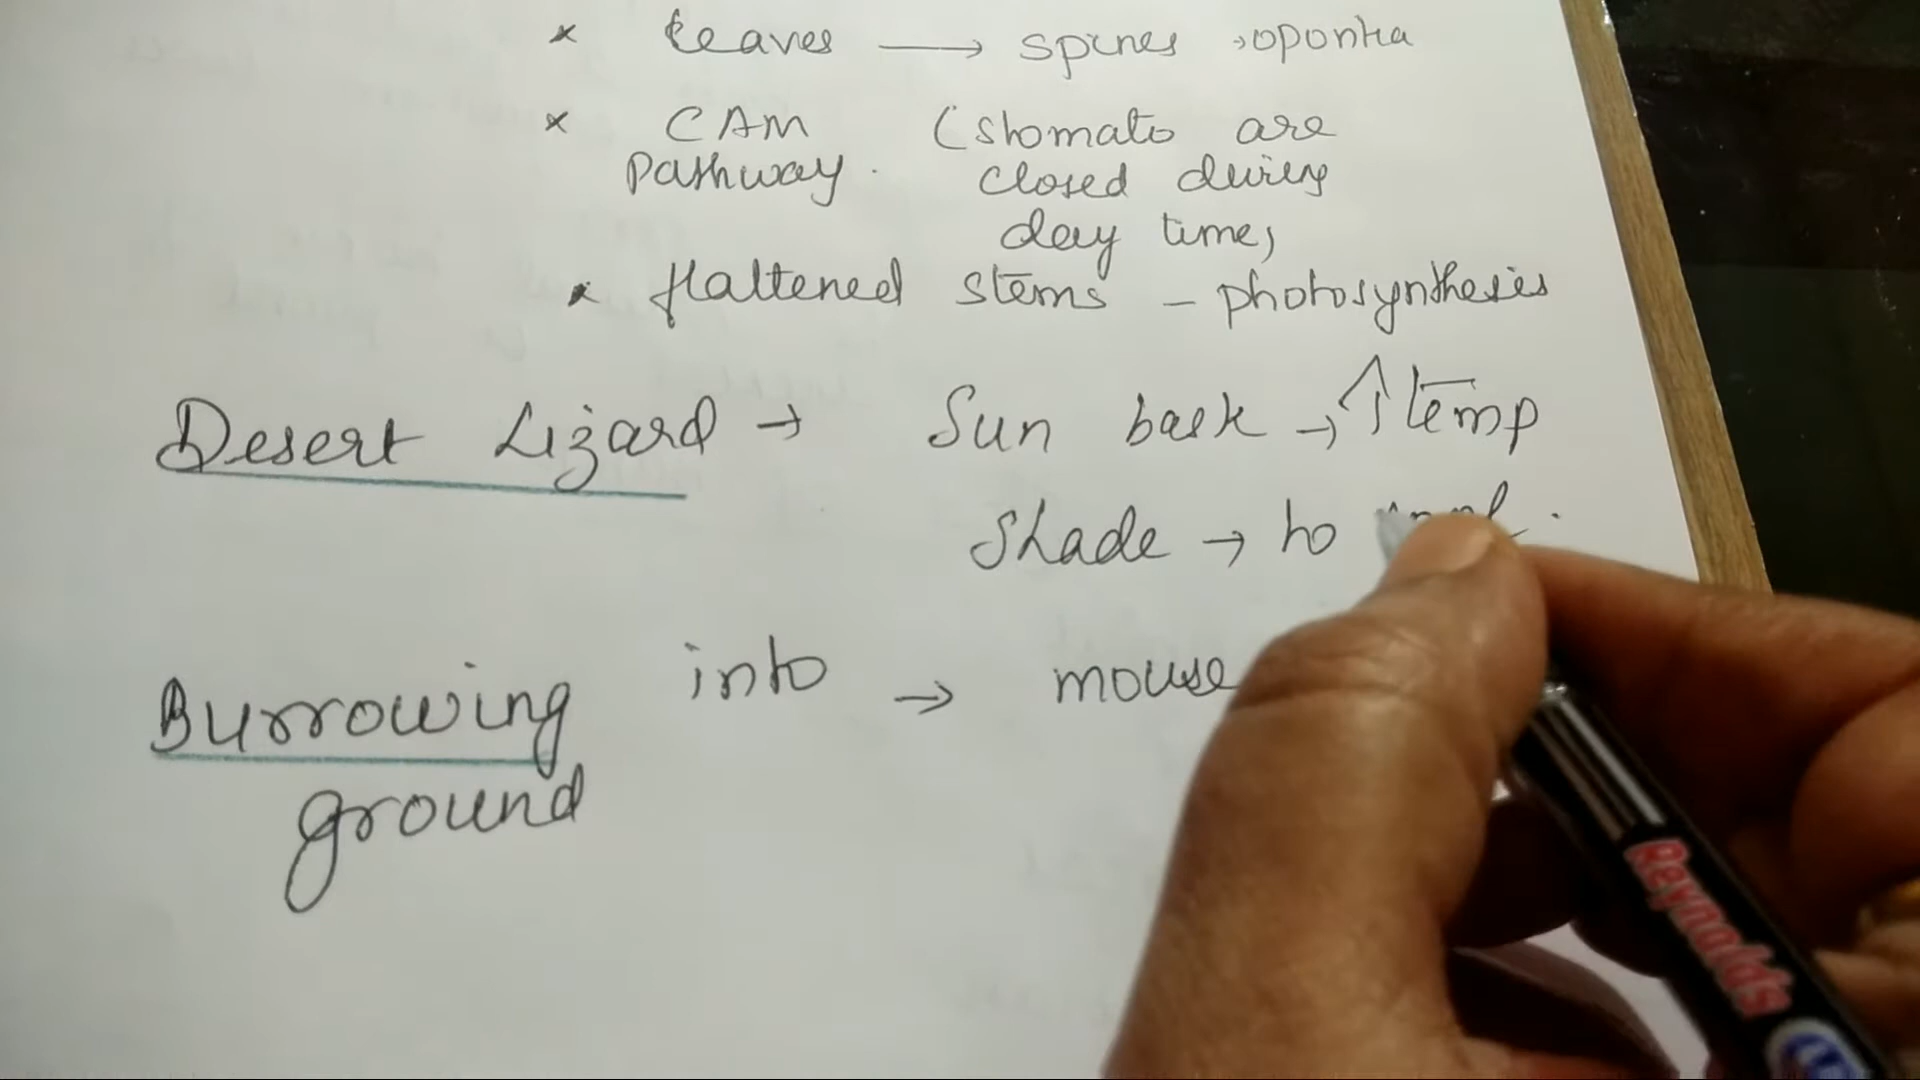 * leaves → spines → oponta
* CAM (stomato are
Pathway. closed during
day time,
* flattened stems - photosynthesis
Desert Lizard → Sun bask → ↑ temp
Shade → to
Burrowing into → mouse
ground
Reynolds